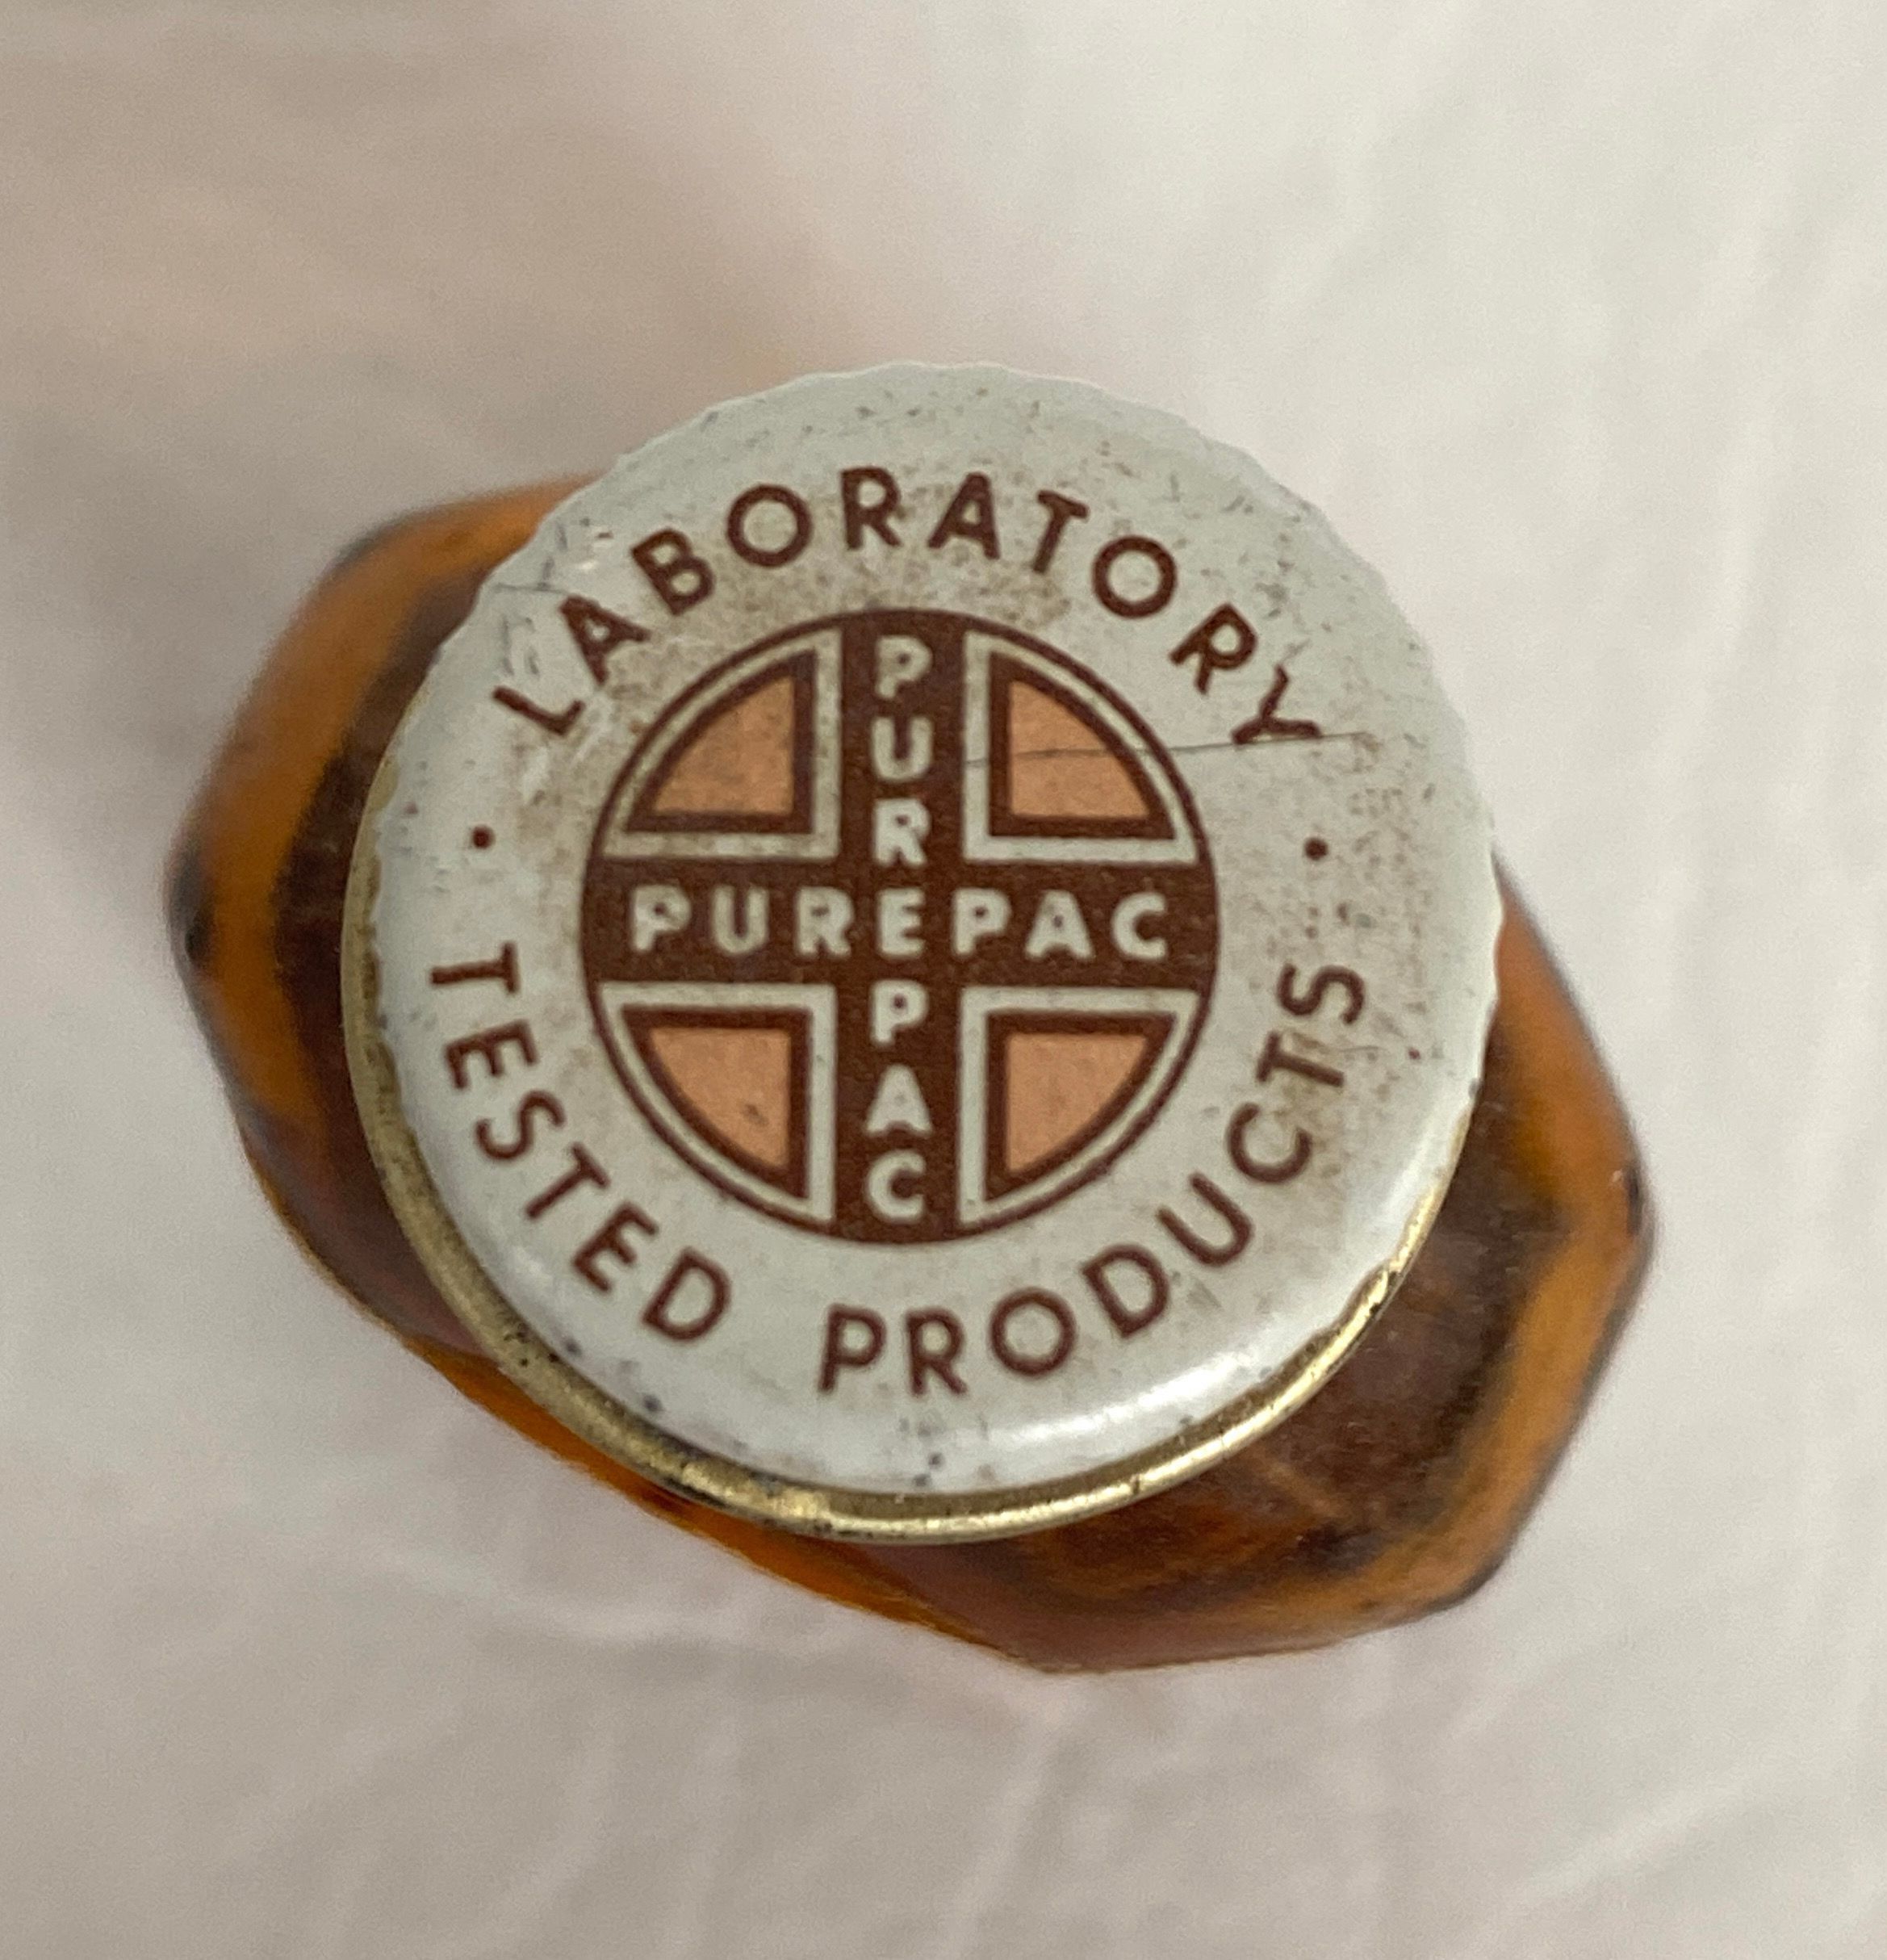 LABORATORY
PUREPAC
PUREPAC
• TESTED PRODUCTS •